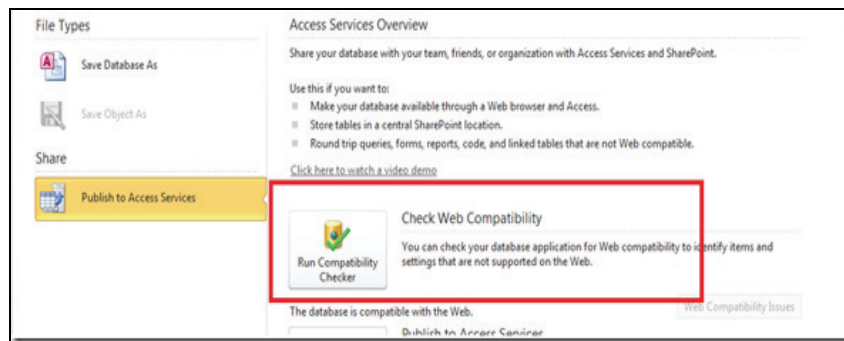 File Types
Save Database As
Save Object As
Share
Publish to Access Services
Access Services Overview
Share your database with your team, friends, or organization with Access Services and SharePoint.
Use this if you want to:
Make your database available through a Web browser and Access.
Store tables in a central SharePoint location.
Round trip queries, forms, reports, code, and linked tables that are not Web compatible.
Click here to watch a video demo
Run Compatibility
Checker
Check Web Compatibility
You can check your database application for Web compatibility to identify items and
settings that are not supported on the Web.
The database is compatible with the Web.
Web Compatibility Issues
Publish to Access Services